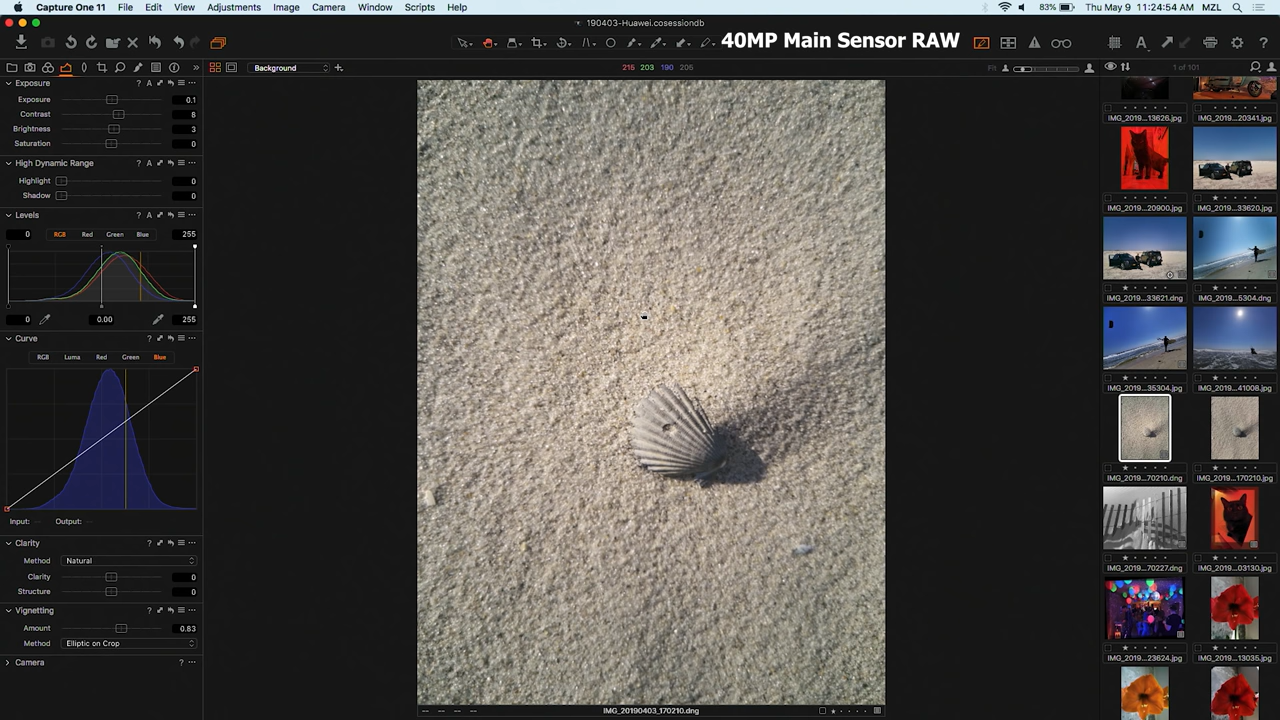 Capture One 11 File Edit View Adjustments Image Camera Window Scripts Help 83% Thu May 9 11:24:54 AM MZL
190403-Huawei.cosessiondb
40MP Main Sensor RAW
Background 215 203 190 205 Fit 1 of 101
Exposure
Exposure 0.1
Contrast 8
Brightness 3
Saturation 0
High Dynamic Range
Highlight 0
Shadow 0
Levels
0 RGB Red Green Blue 255
0 0.00 255
Curve
RGB Luma Red Green Blue
Input: Output:
Clarity
Method Natural
Clarity 0
Structure 0
Vignetting
Amount 0.83
Method Elliptic on Crop
Camera
IMG_20190403_170210.dng
IMG_2019...13626.jpg IMG_2019...20341.jpg
IMG_2019...20900.jpg IMG_2019...33620.jpg
IMG_2019...33621.dng IMG_2019...5304.dng
IMG_2019...35304.jpg IMG_2019...41008.jpg
IMG_2019...70210.dng IMG_2019...170210.jpg
IMG_2019...70227.dng IMG_2019...03130.jpg
IMG_2019...23624.jpg IMG_2019...13035.jpg